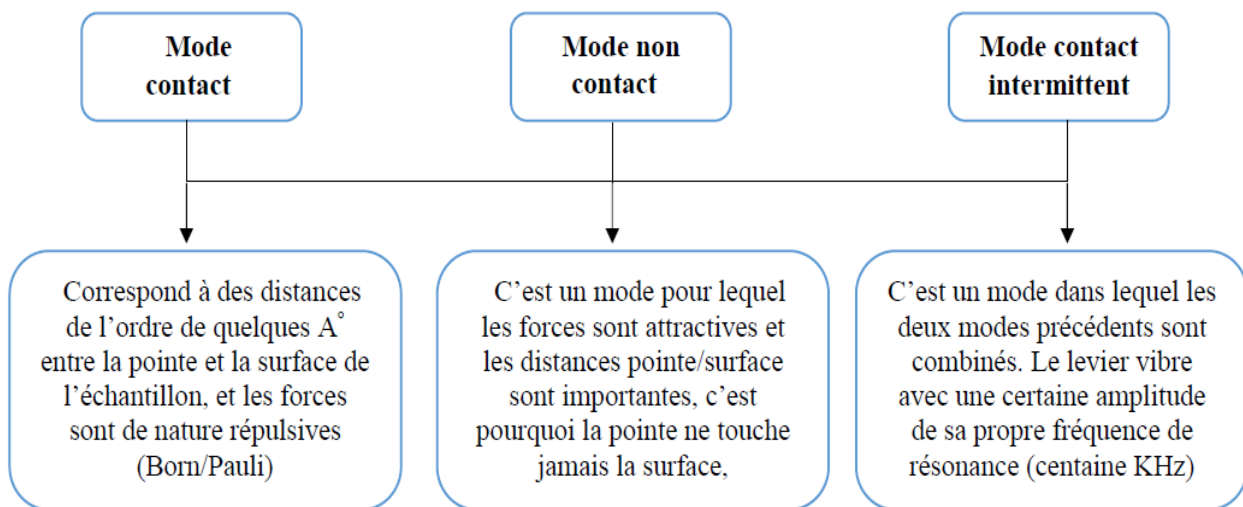 Mode
contact
Mode non
contact
Mode contact
intermittent
Correspond à des distances
de l’ordre de quelques A°
entre la pointe et la surface de
l’échantillon, et les forces
sont de nature répulsives
(Born/Pauli)
C’est un mode pour lequel
les forces sont attractives et
les distances pointe/surface
sont importantes, c’est
pourquoi la pointe ne touche
jamais la surface,
C’est un mode dans lequel les
deux modes précédents sont
combinés. Le levier vibre
avec une certaine amplitude
de sa propre fréquence de
résonance (centaine KHz)